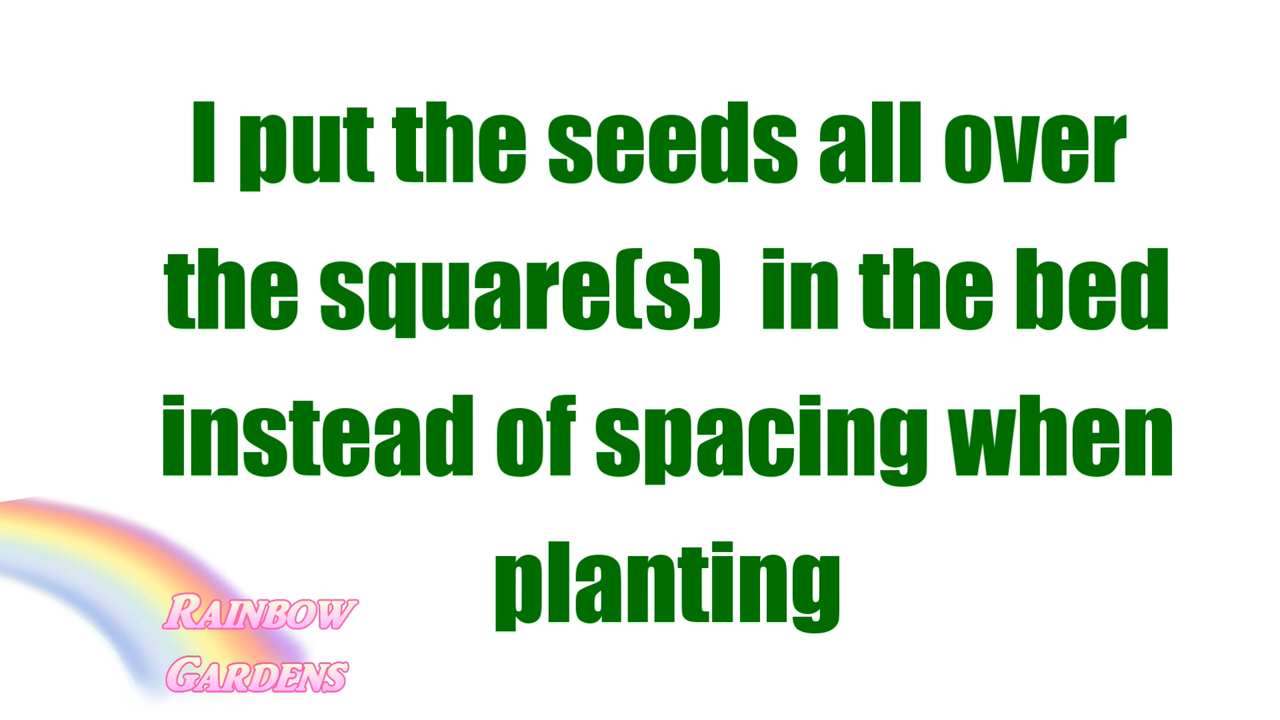 I put the seeds all over
the square(s)  in the bed
instead of spacing when
planting
Rainbow
Gardens